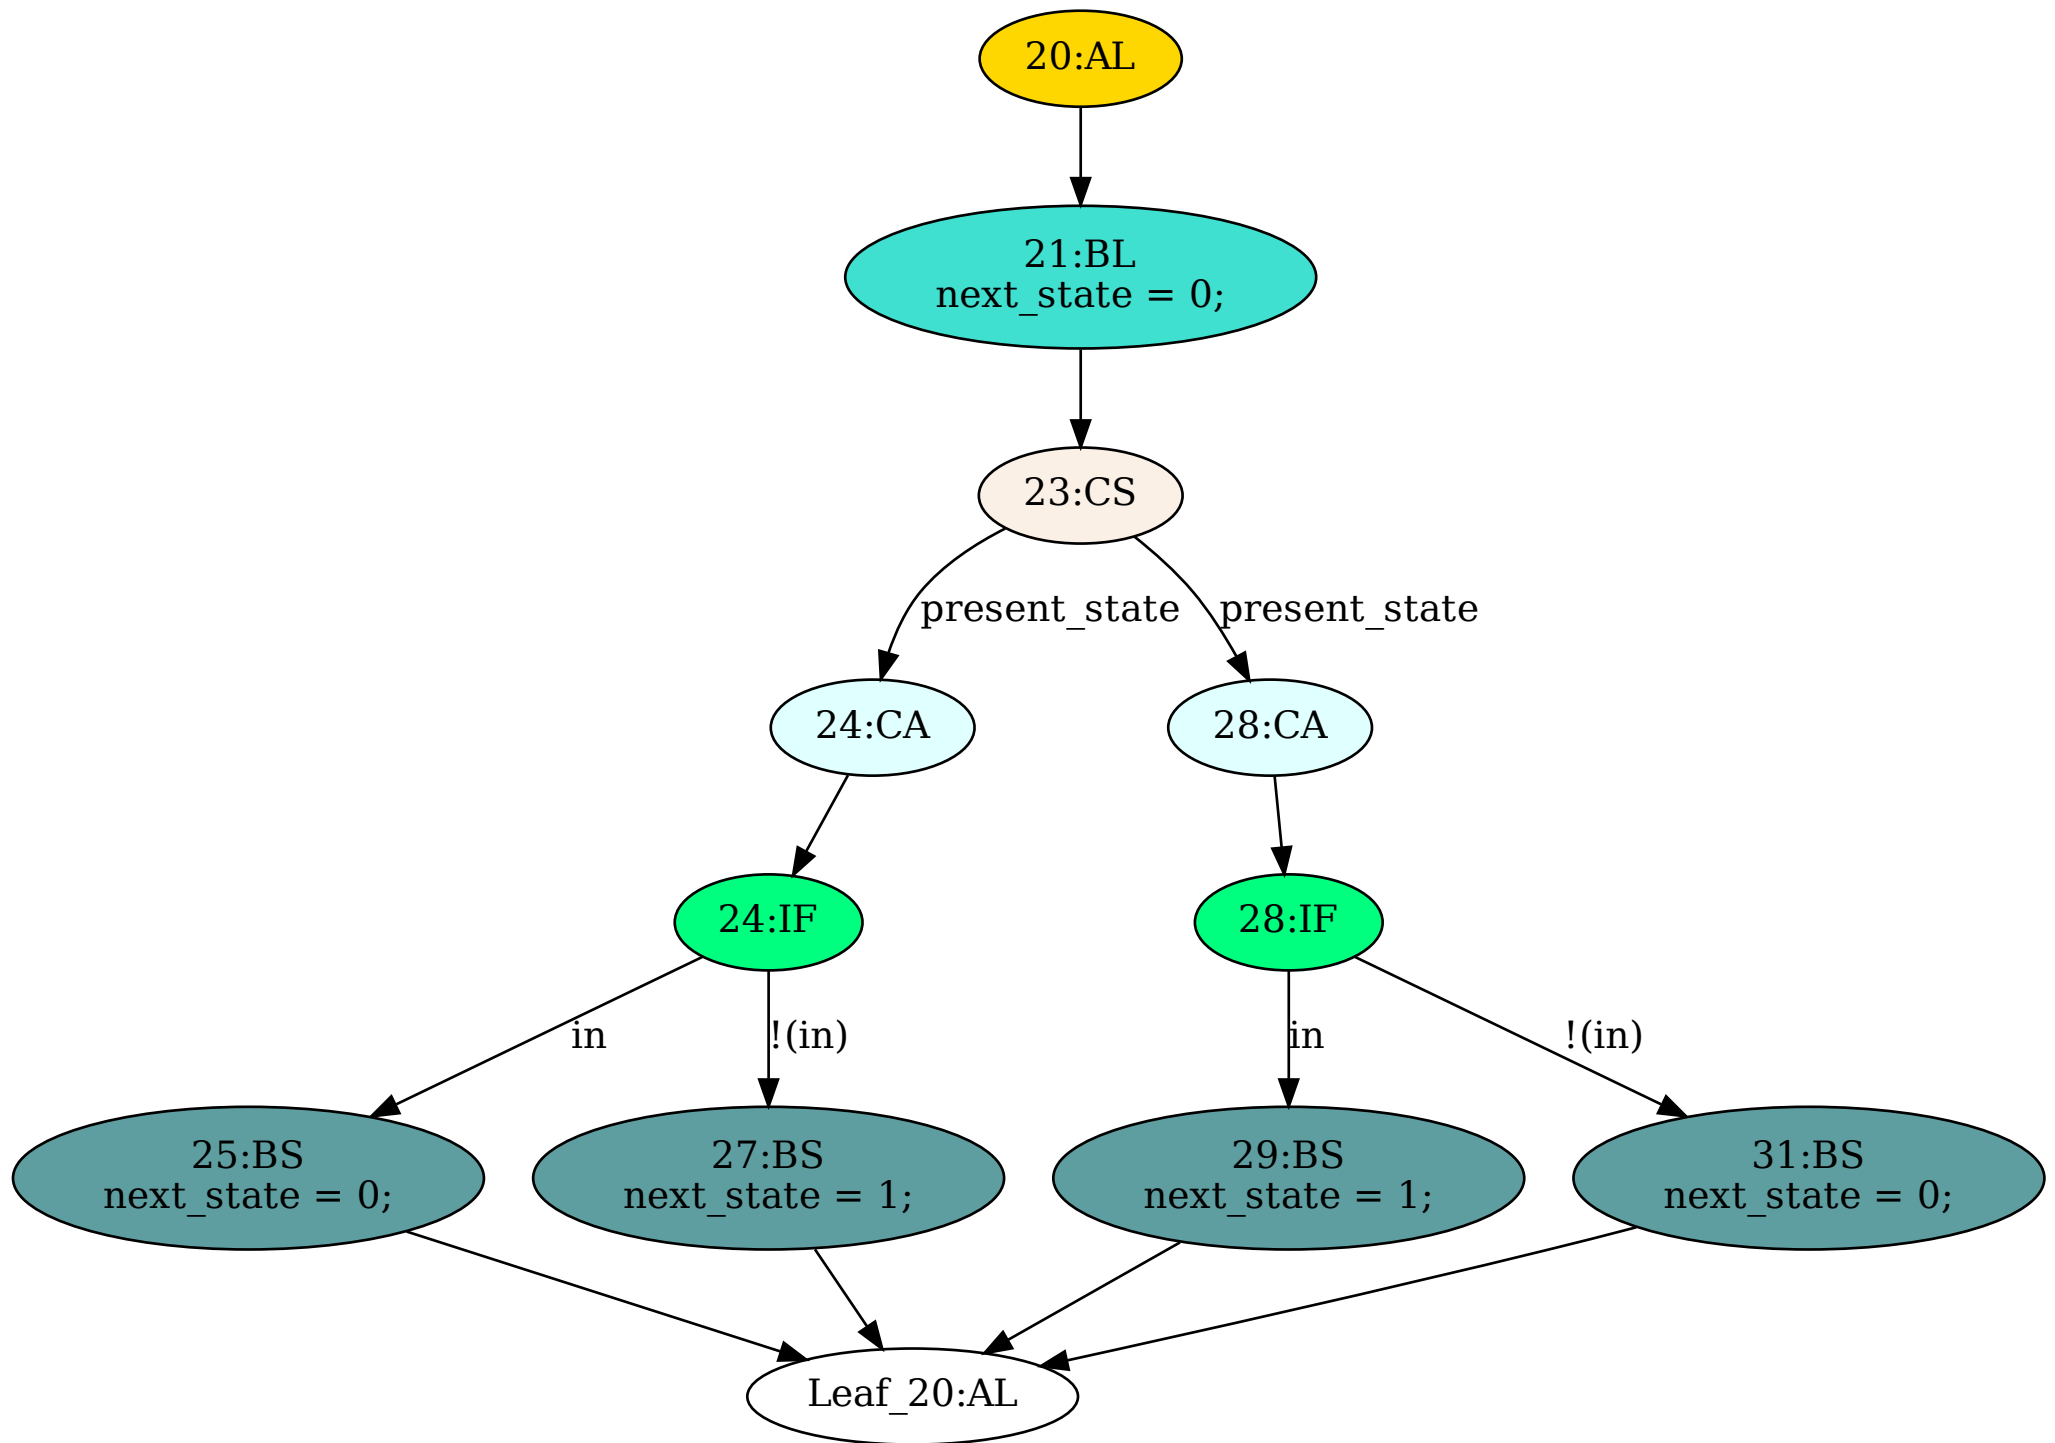 20:AL
21:BL
next_state = 0;
23:CS
present_state
present_state
24:CA
28:CA
24:IF
28:IF
in
!(in)
in
!(in)
25:BS
next_state = 0;
27:BS
next_state = 1;
29:BS
next_state = 1;
31:BS
next_state = 0;
Leaf_20:AL